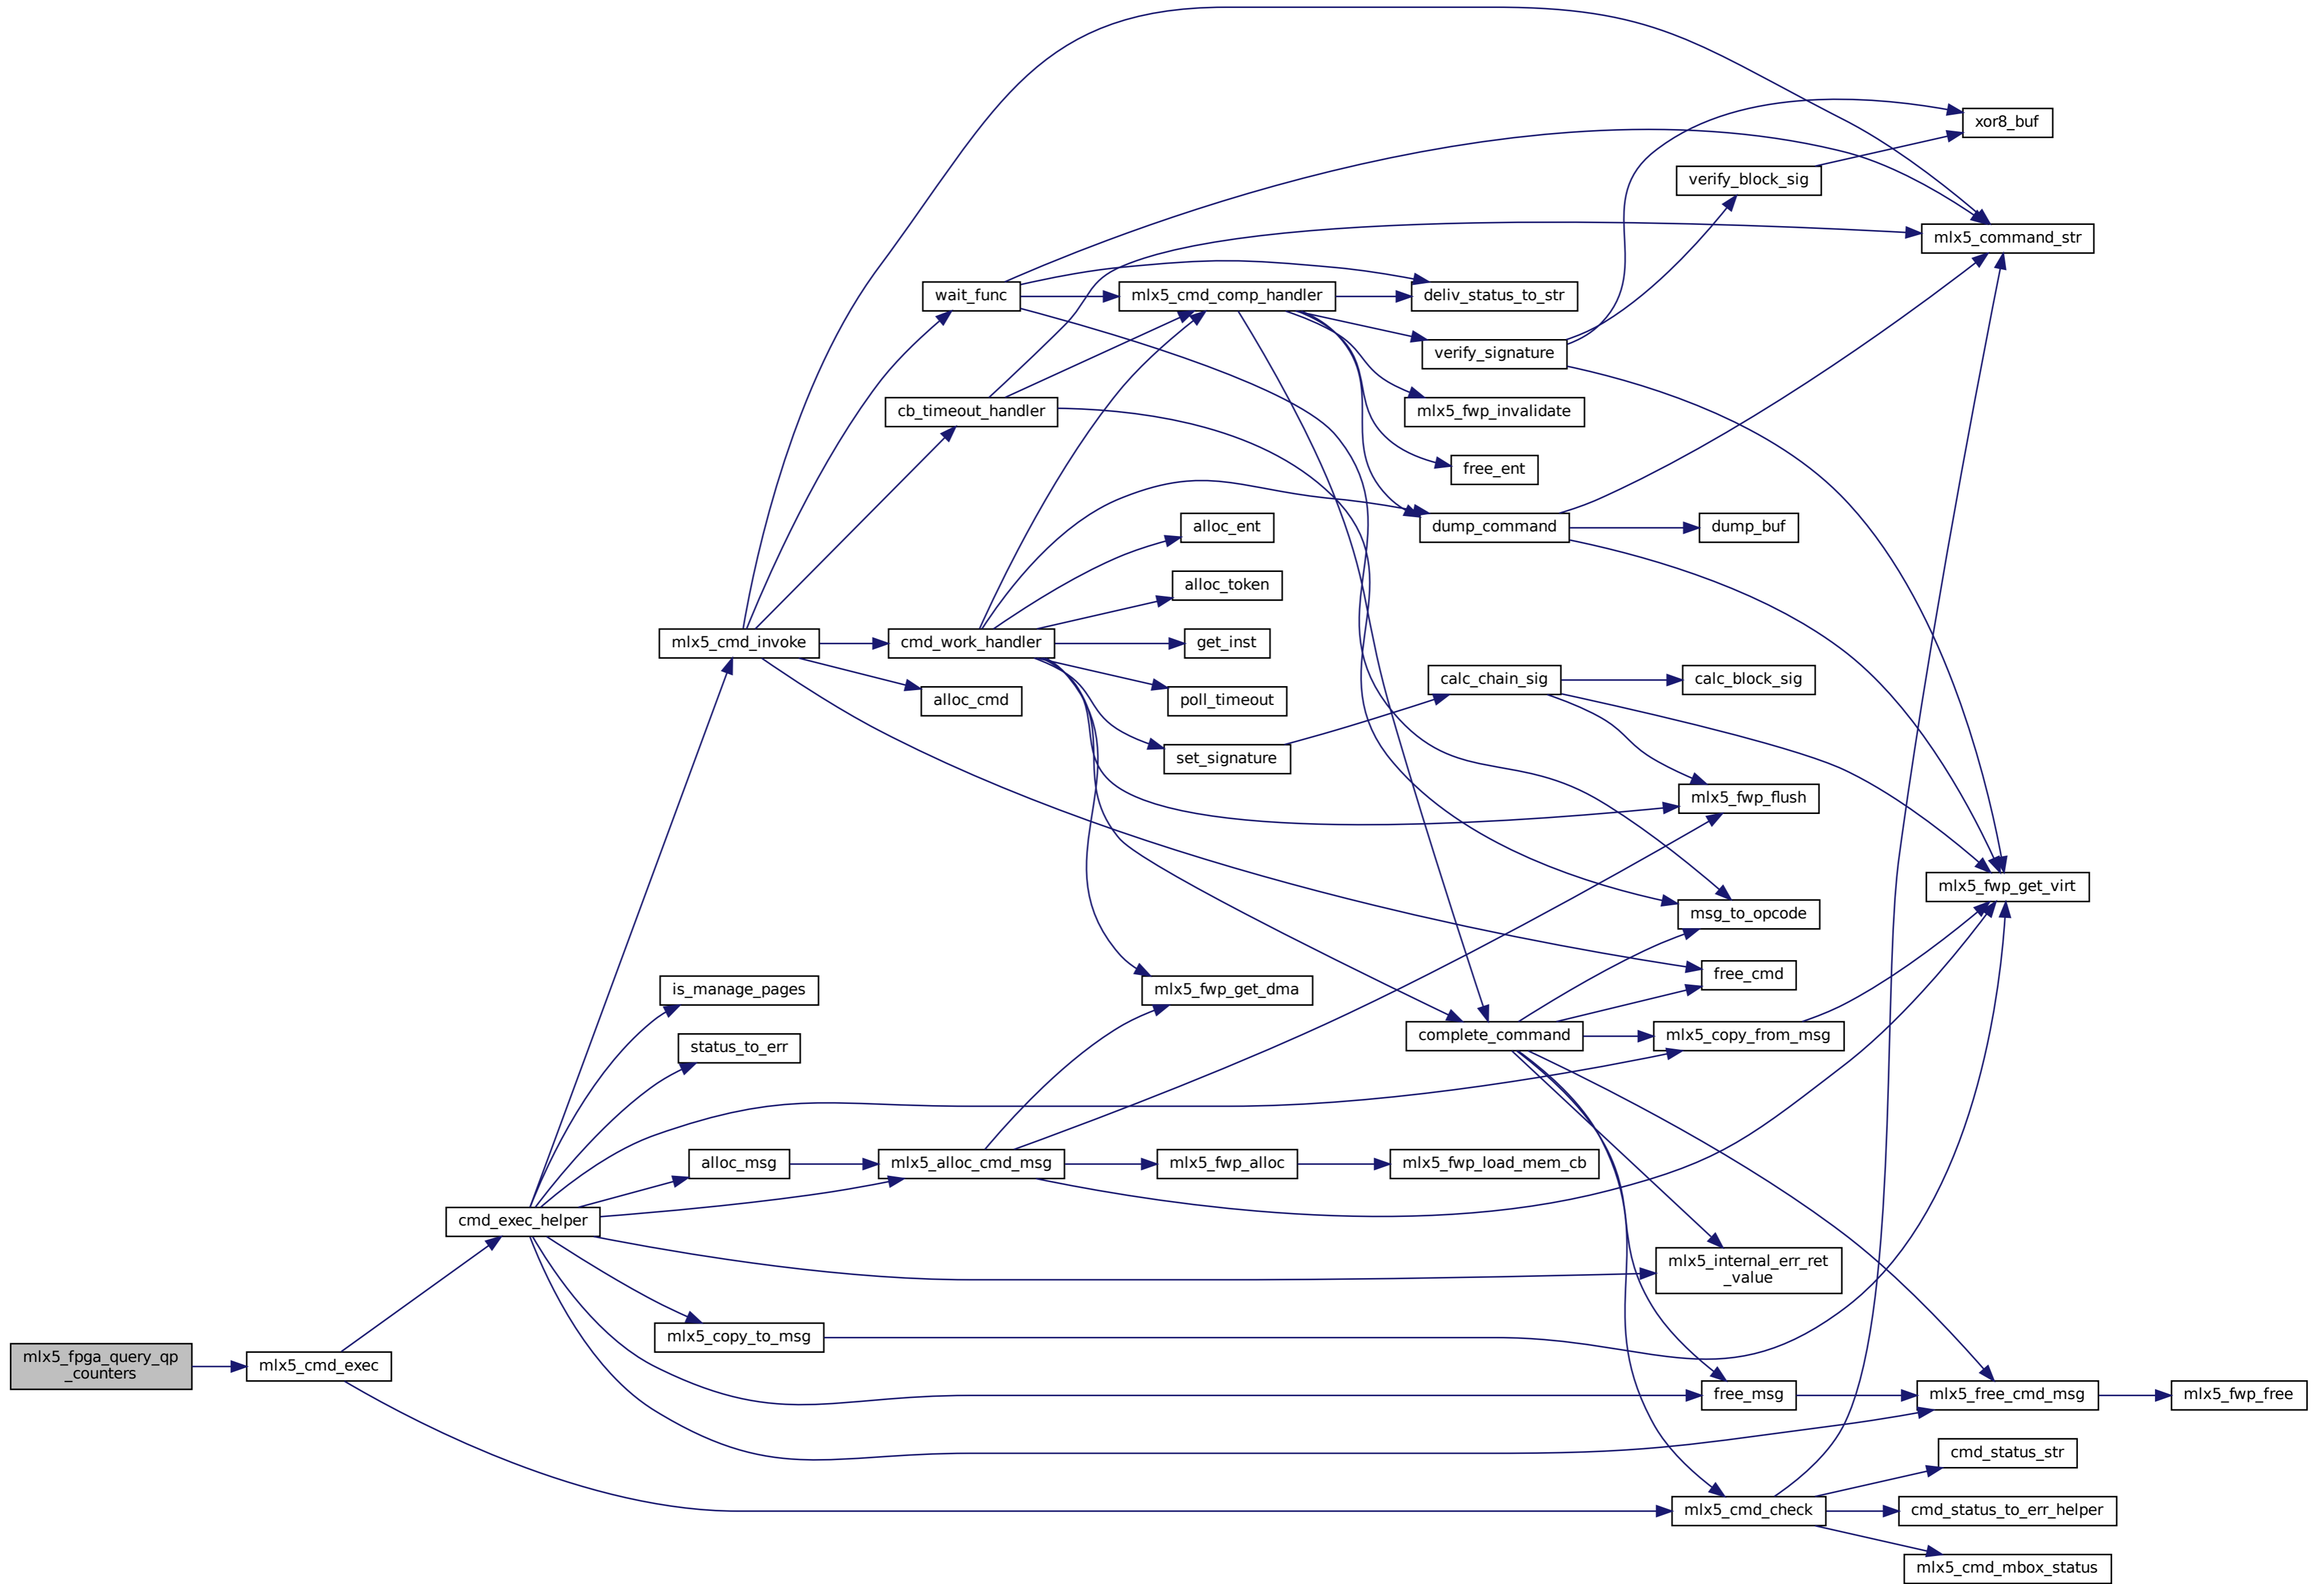 xor8_buf
verify_block_sig
mlx5_command_str
wait_func
mlx5_cmd_comp_handler
deliv_status_to_str
verify_signature
cb_timeout_handler
mlx5_fwp_invalidate
free_ent
alloc_ent
dump_command
dump_buf
alloc_token
mlx5_cmd_invoke
cmd_work_handler
get_inst
calc_chain_sig
calc_block_sig
alloc_cmd
poll_timeout
set_signature
mlx5_fwp_flush
mlx5_fwp_get_virt
msg_to_opcode
free_cmd
is_manage_pages
mlx5_fwp_get_dma
complete_command
mlx5_copy_from_msg
status_to_err
alloc_msg
mlx5_alloc_cmd_msg
mlx5_fwp_alloc
mlx5_fwp_load_mem_cb
cmd_exec_helper
mlx5_internal_err_ret
_value
mlx5_copy_to_msg
mlx5_fpga_query_qp
_counters
mlx5_cmd_exec
free_msg
mlx5_free_cmd_msg
mlx5_fwp_free
cmd_status_str
mlx5_cmd_check
cmd_status_to_err_helper
mlx5_cmd_mbox_status